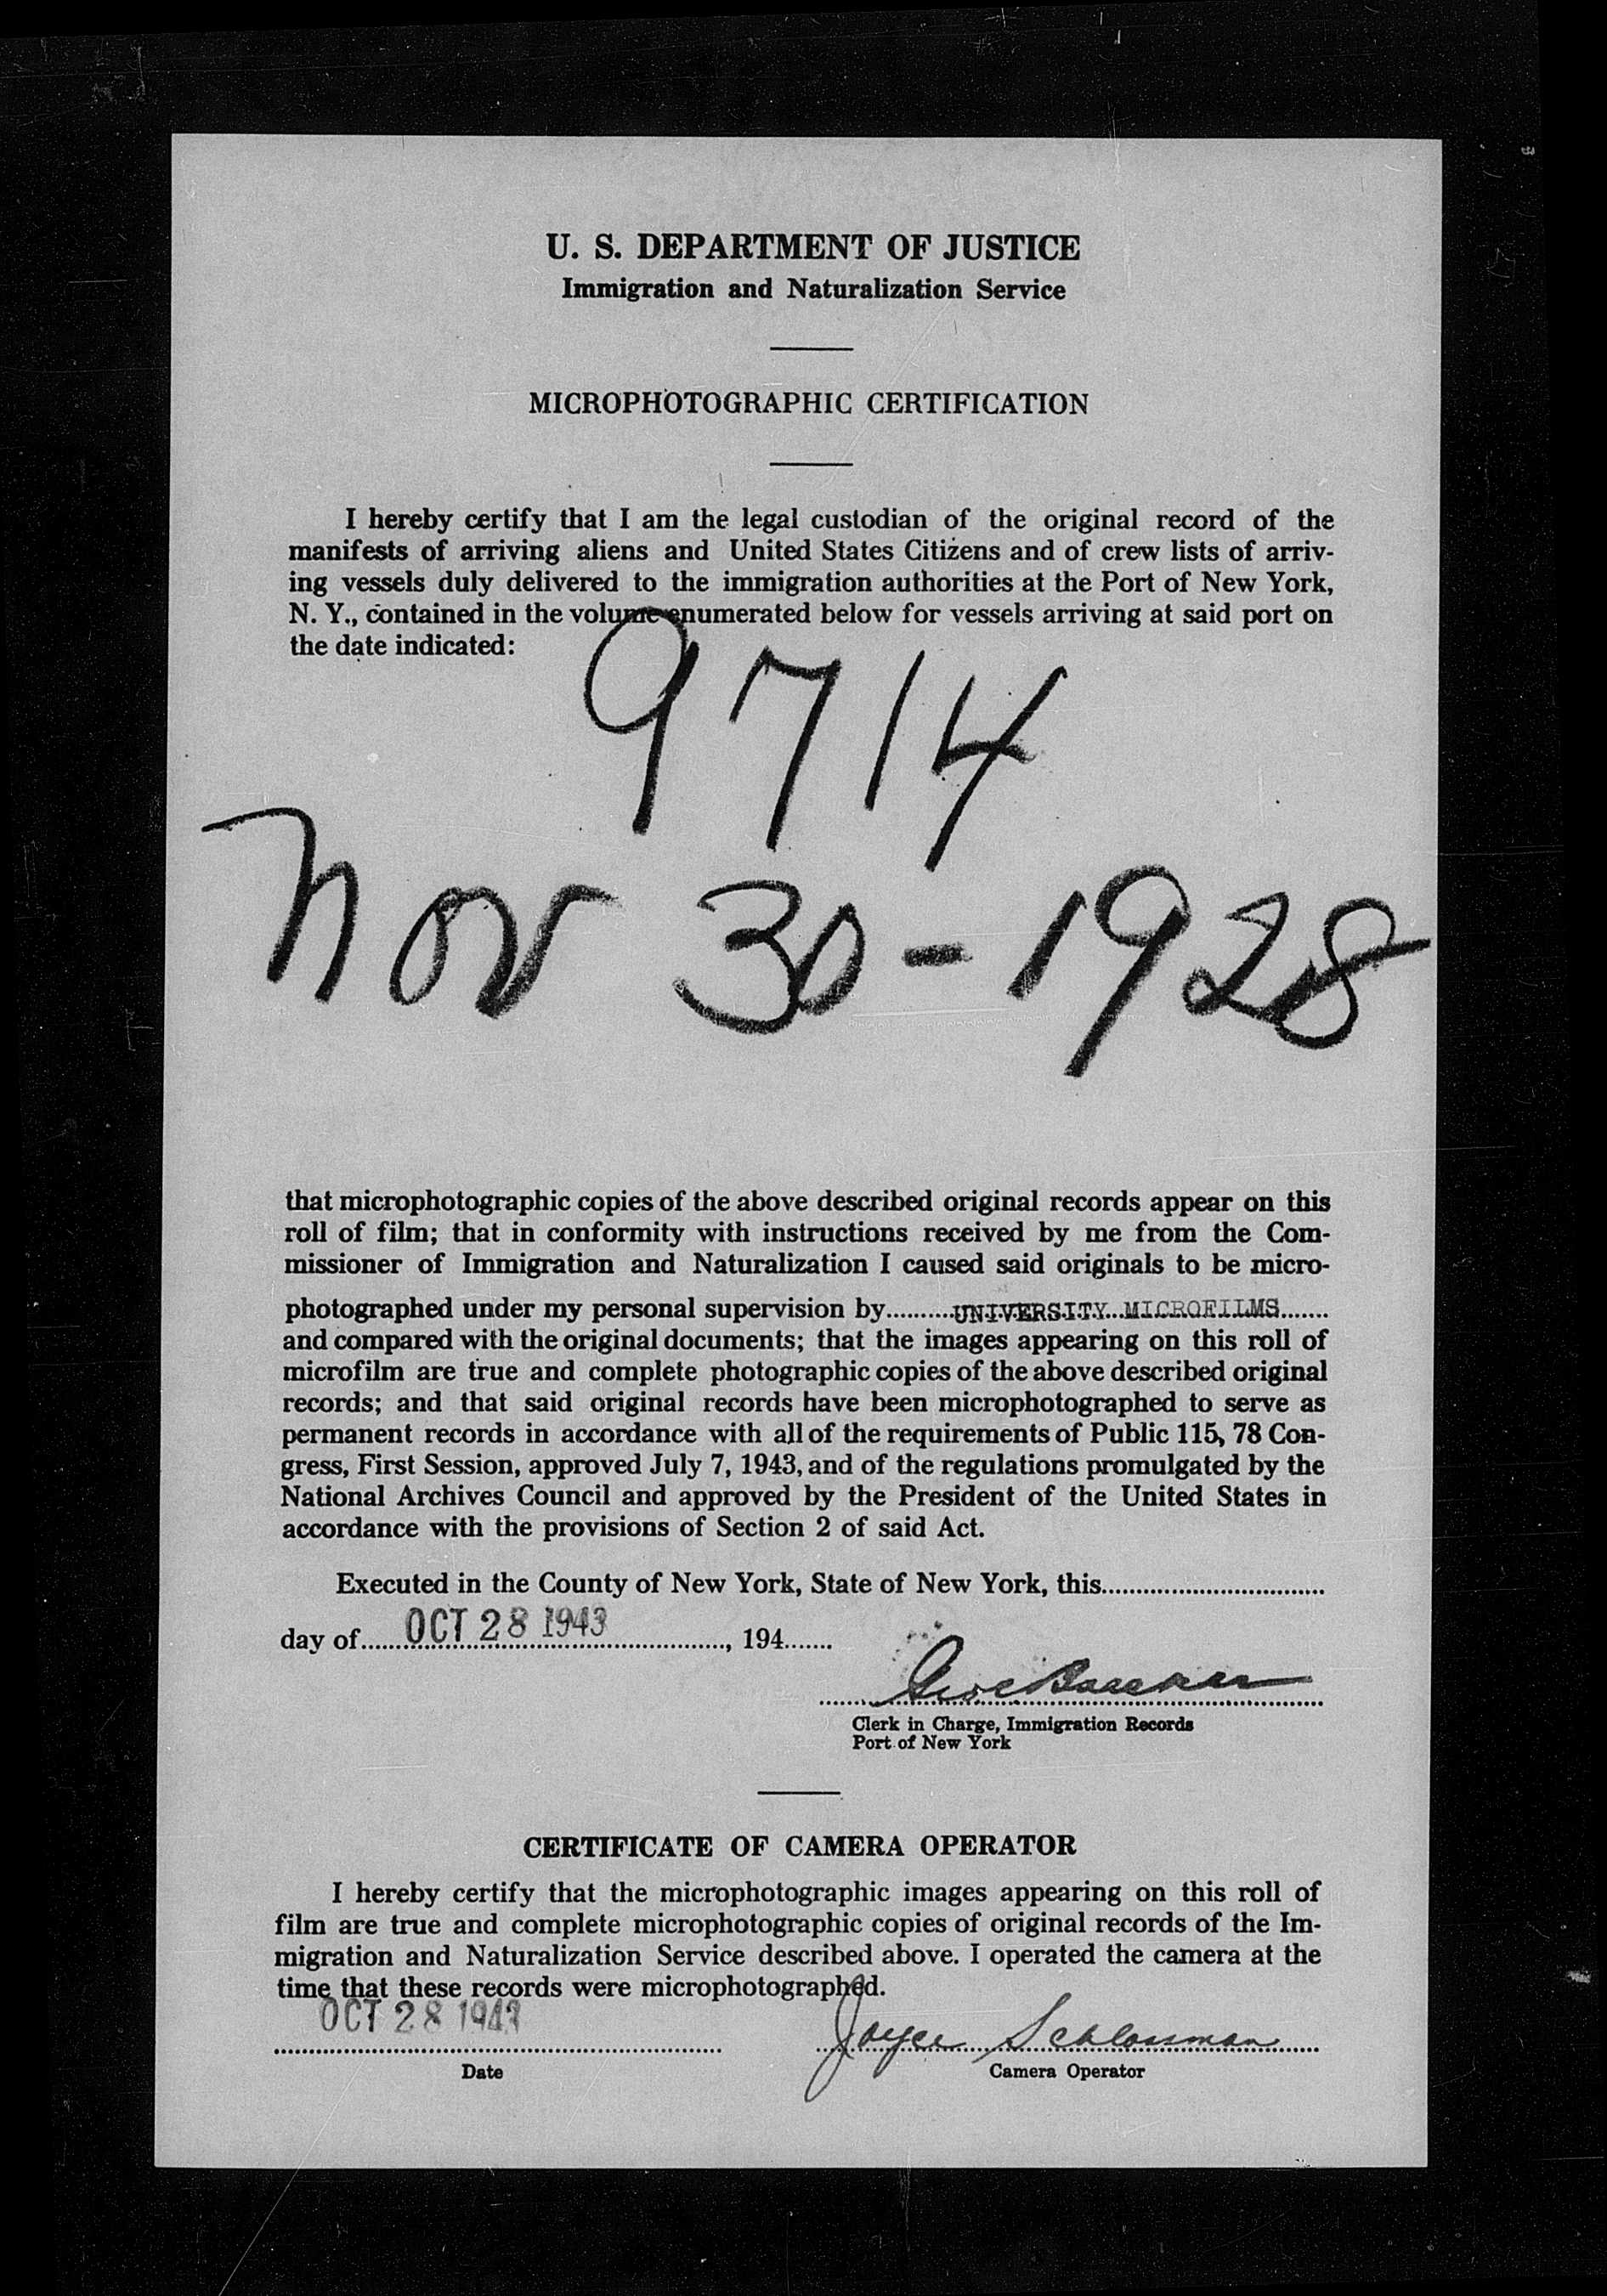 U. S. DEPARTMENT OF JUSTICE
Immigration and Naturalization Service
MICROPHOTOGRAPHIC CERTIFICATION
I hereby certify that I am the legal custodian of the original record of the
manifests of arriving aliens and United States Citizens and of crew lists of arriv-
ing vessels duly delivered to the immigration authorities at the Port of New York,
N. Y., contained in the volume enumerated below for vessels arriving at said port on
the date indicated:
9714
Nov 30-1928
that microphotographic copies of the above described original records appear on this
roll of film; that in conformity with instructions received by me from the Com-
missioner of Immigration and Naturalization I caused said originals to be micro-
photographed under my personal supervision by..........UNIVERSITY MICROFILMS.......
and compared with the original documents; that the images appearing on this roll of
microfilm are true and complete photographic copies of the above described original
records; and that said original records have been microphotographed to serve as
permanent records in accordance with all of the requirements of Public 115, 78 Con-
gress, First Session, approved July 7, 1943, and of the regulations promulgated by the
National Archives Council and approved by the President of the United States in
accordance with the provisions of Section 2 of said Act.
Executed in the County of New York, State of New York, this................................
day of......OCT 28 1943................, 194.......
Clerk in Charge, Immigration Records
Port of New York
CERTIFICATE OF CAMERA OPERATOR
I hereby certify that the microphotographic images appearing on this roll of
film are true and complete microphotographic copies of original records of the Im-
migration and Naturalization Service described above. I operated the camera at the
time that these records were microphotographed.
OCT 28 1943 Joyce Schlossman
Date Camera Operator